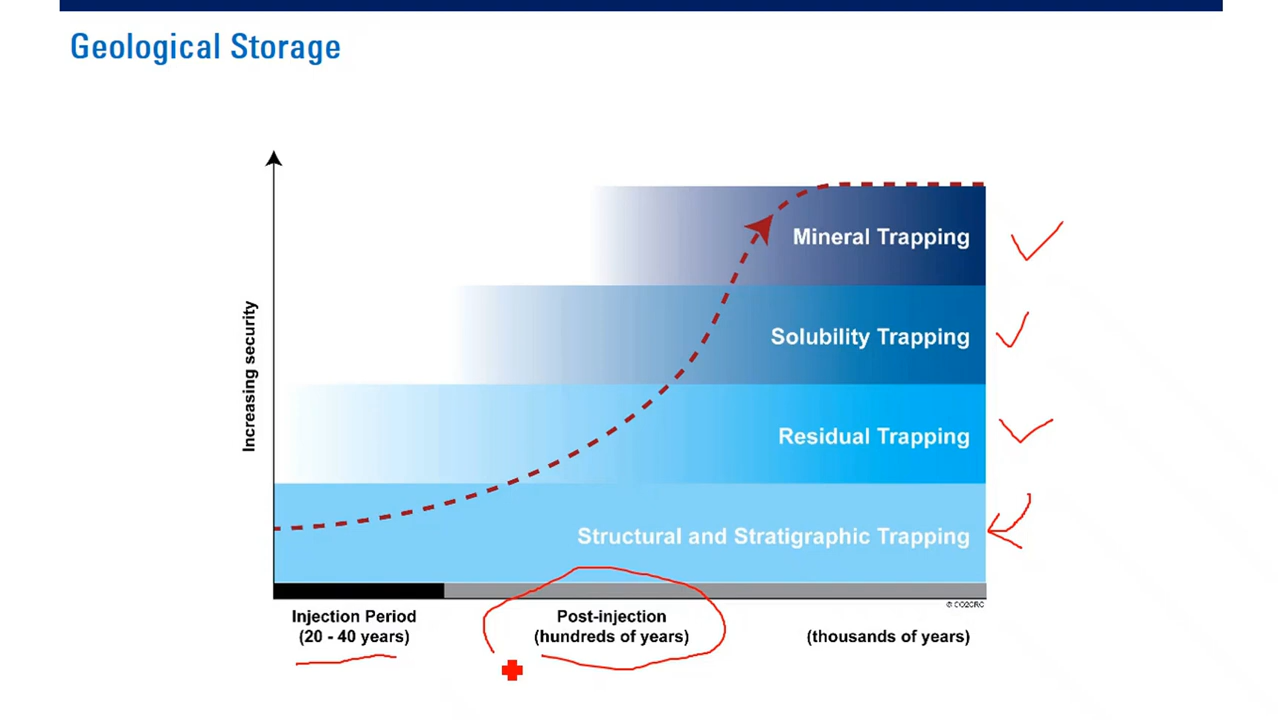 Geological Storage
Increasing security
Mineral Trapping
Solubility Trapping
Residual Trapping
Structural and Stratigraphic Trapping
© CO2CRC
Injection Period
(20 - 40 years)
Post-injection
(hundreds of years)
(thousands of years)